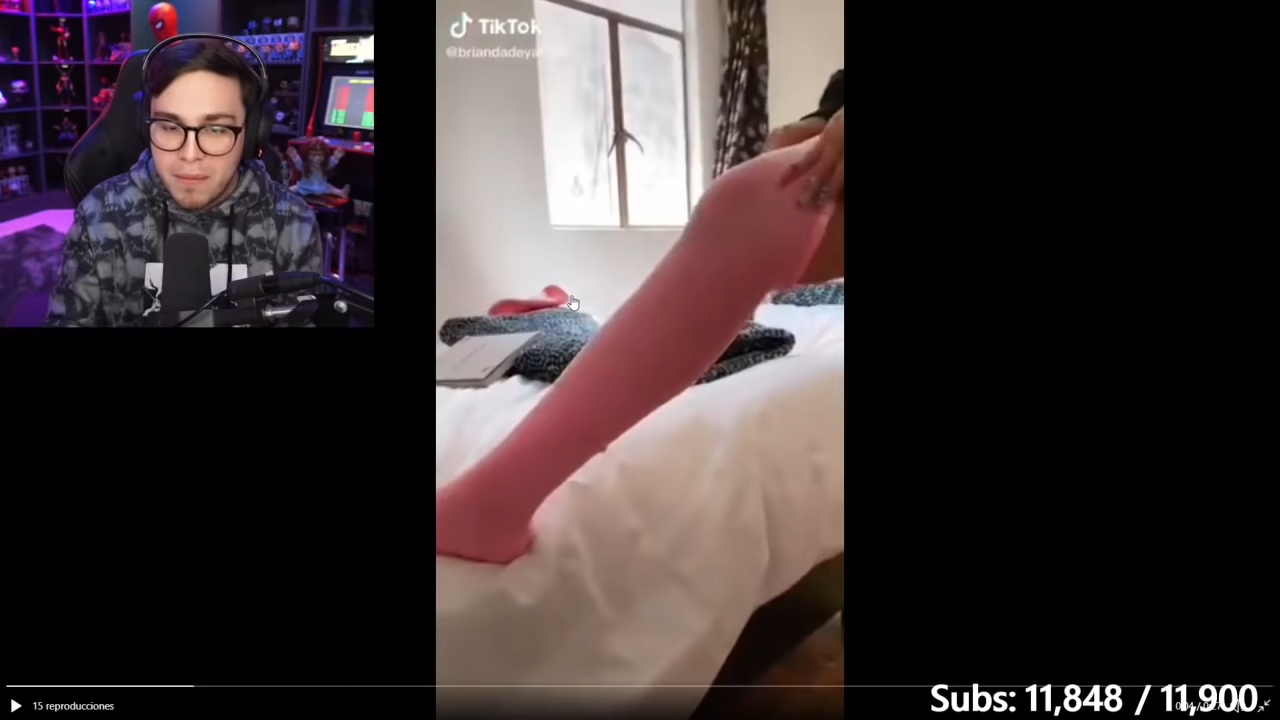 TikTok
@briandadeya
15 reproducciones
Subs: 11,848 / 11,900